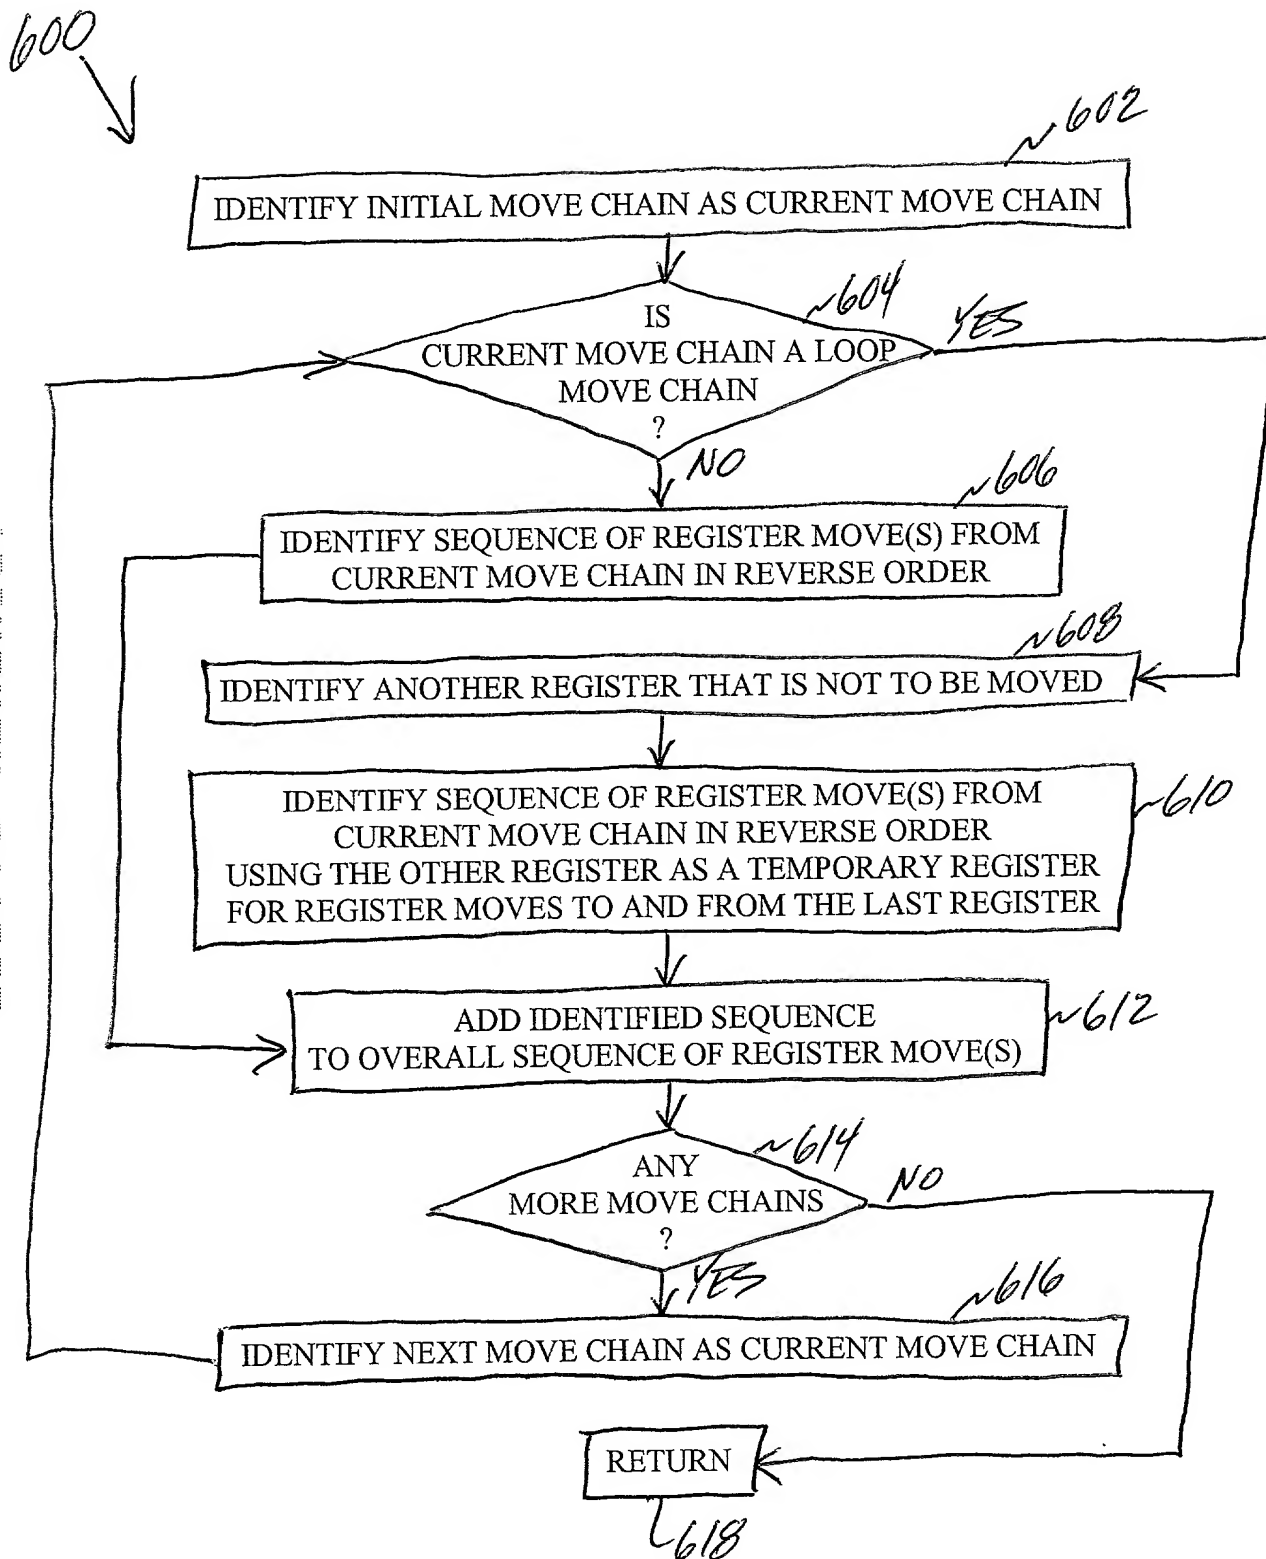 600
~602
IDENTIFY INITIAL MOVE CHAIN AS CURRENT MOVE CHAIN
~604
IS
CURRENT MOVE CHAIN A LOOP
MOVE CHAIN
?
YES
NO
~606
IDENTIFY SEQUENCE OF REGISTER MOVE(S) FROM
CURRENT MOVE CHAIN IN REVERSE ORDER
~608
IDENTIFY ANOTHER REGISTER THAT IS NOT TO BE MOVED
IDENTIFY SEQUENCE OF REGISTER MOVE(S) FROM
CURRENT MOVE CHAIN IN REVERSE ORDER
USING THE OTHER REGISTER AS A TEMPORARY REGISTER
FOR REGISTER MOVES TO AND FROM THE LAST REGISTER
~610
ADD IDENTIFIED SEQUENCE
TO OVERALL SEQUENCE OF REGISTER MOVE(S)
~612
~614
ANY
MORE MOVE CHAINS
?
NO
YES
~616
IDENTIFY NEXT MOVE CHAIN AS CURRENT MOVE CHAIN
RETURN
618